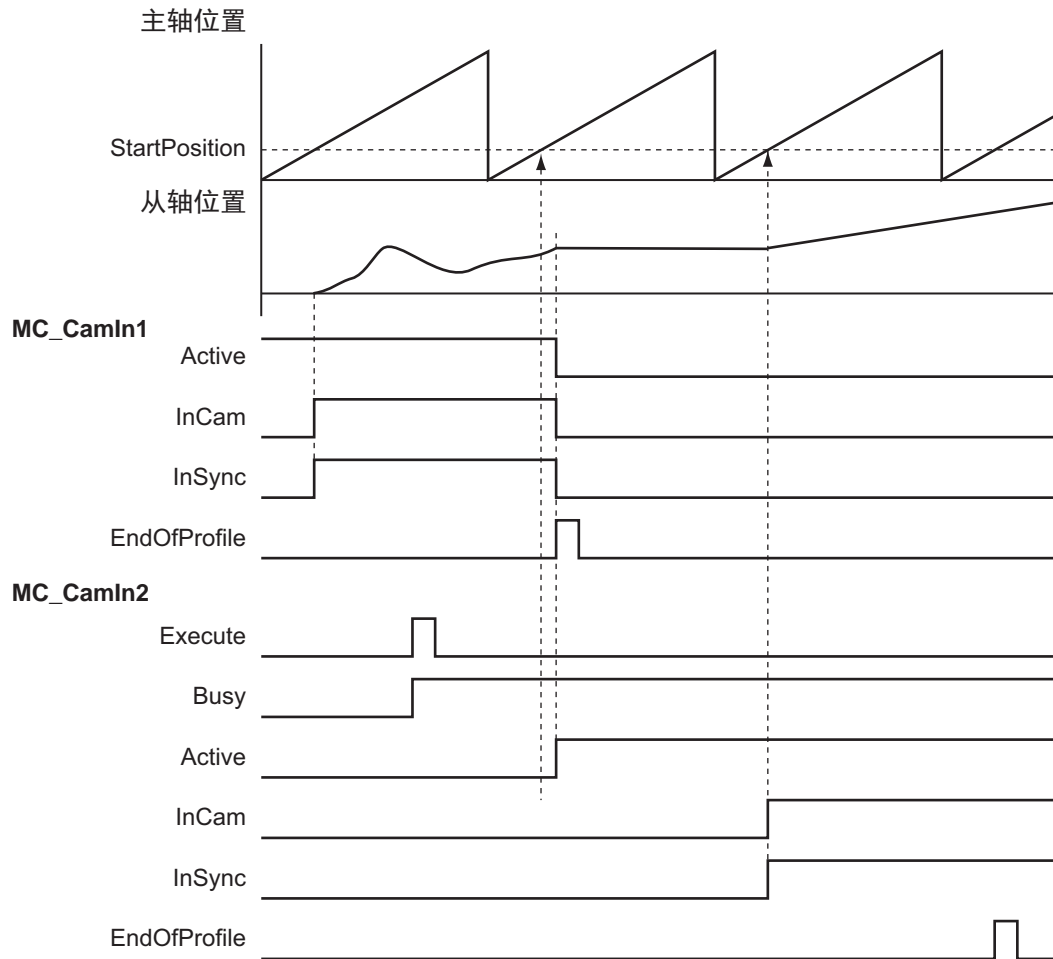 主轴位置
StartPosition
从轴位置
MC_CamIn1
Active
InCam
InSync
EndOfProfile
MC_CamIn2
Execute
Busy
Active
InCam
InSync
EndOfProfile